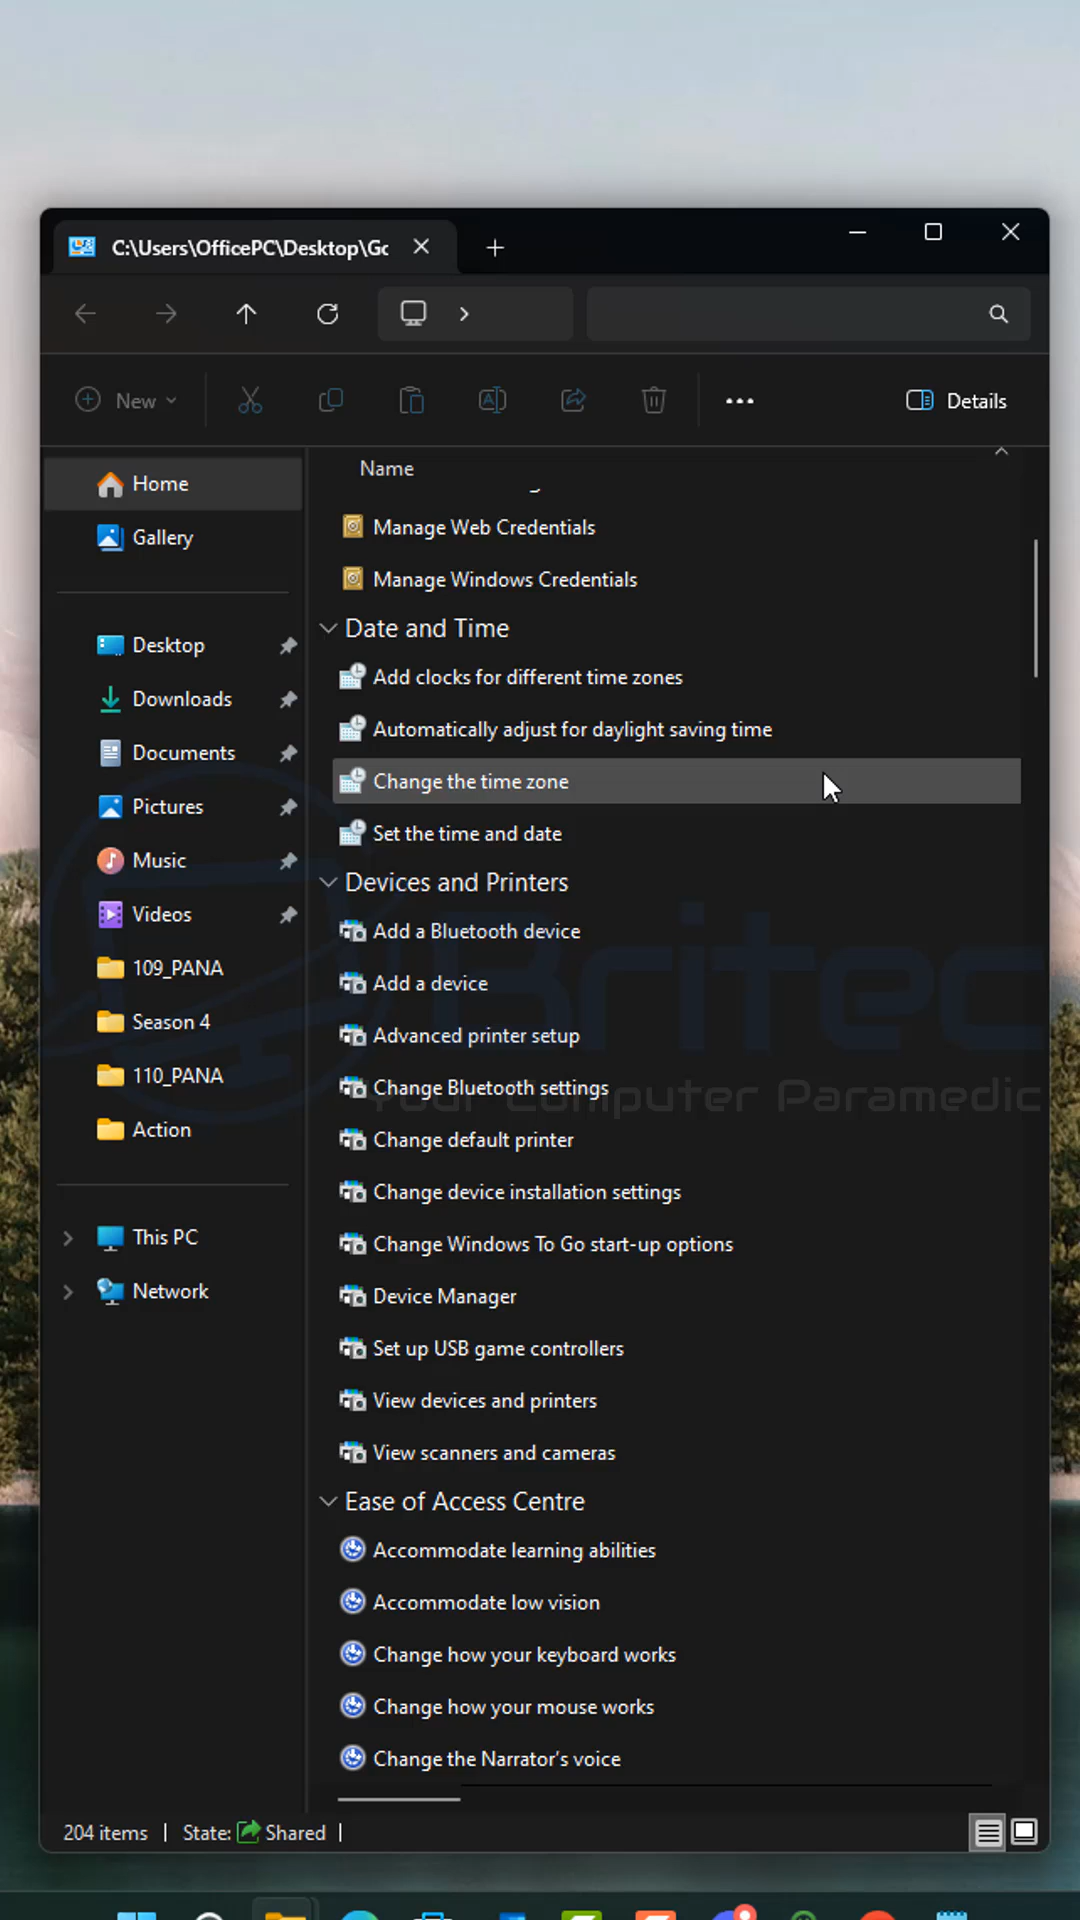 C:\Users\OfficePC\Desktop\Gc
New
Details
Name
Home
Gallery
Desktop
Downloads
Documents
Pictures
Music
Videos
109_PANA
Season 4
110_PANA
Action
This PC
Network
Manage Web Credentials
Manage Windows Credentials
Date and Time
Add clocks for different time zones
Automatically adjust for daylight saving time
Change the time zone
Set the time and date
Devices and Printers
Add a Bluetooth device
Add a device
Advanced printer setup
Change Bluetooth settings
Change default printer
Change device installation settings
Change Windows To Go start-up options
Device Manager
Set up USB game controllers
View devices and printers
View scanners and cameras
Ease of Access Centre
Accommodate learning abilities
Accommodate low vision
Change how your keyboard works
Change how your mouse works
Change the Narrator's voice
204 items | State: Shared |
Britec
Your Computer Paramedic